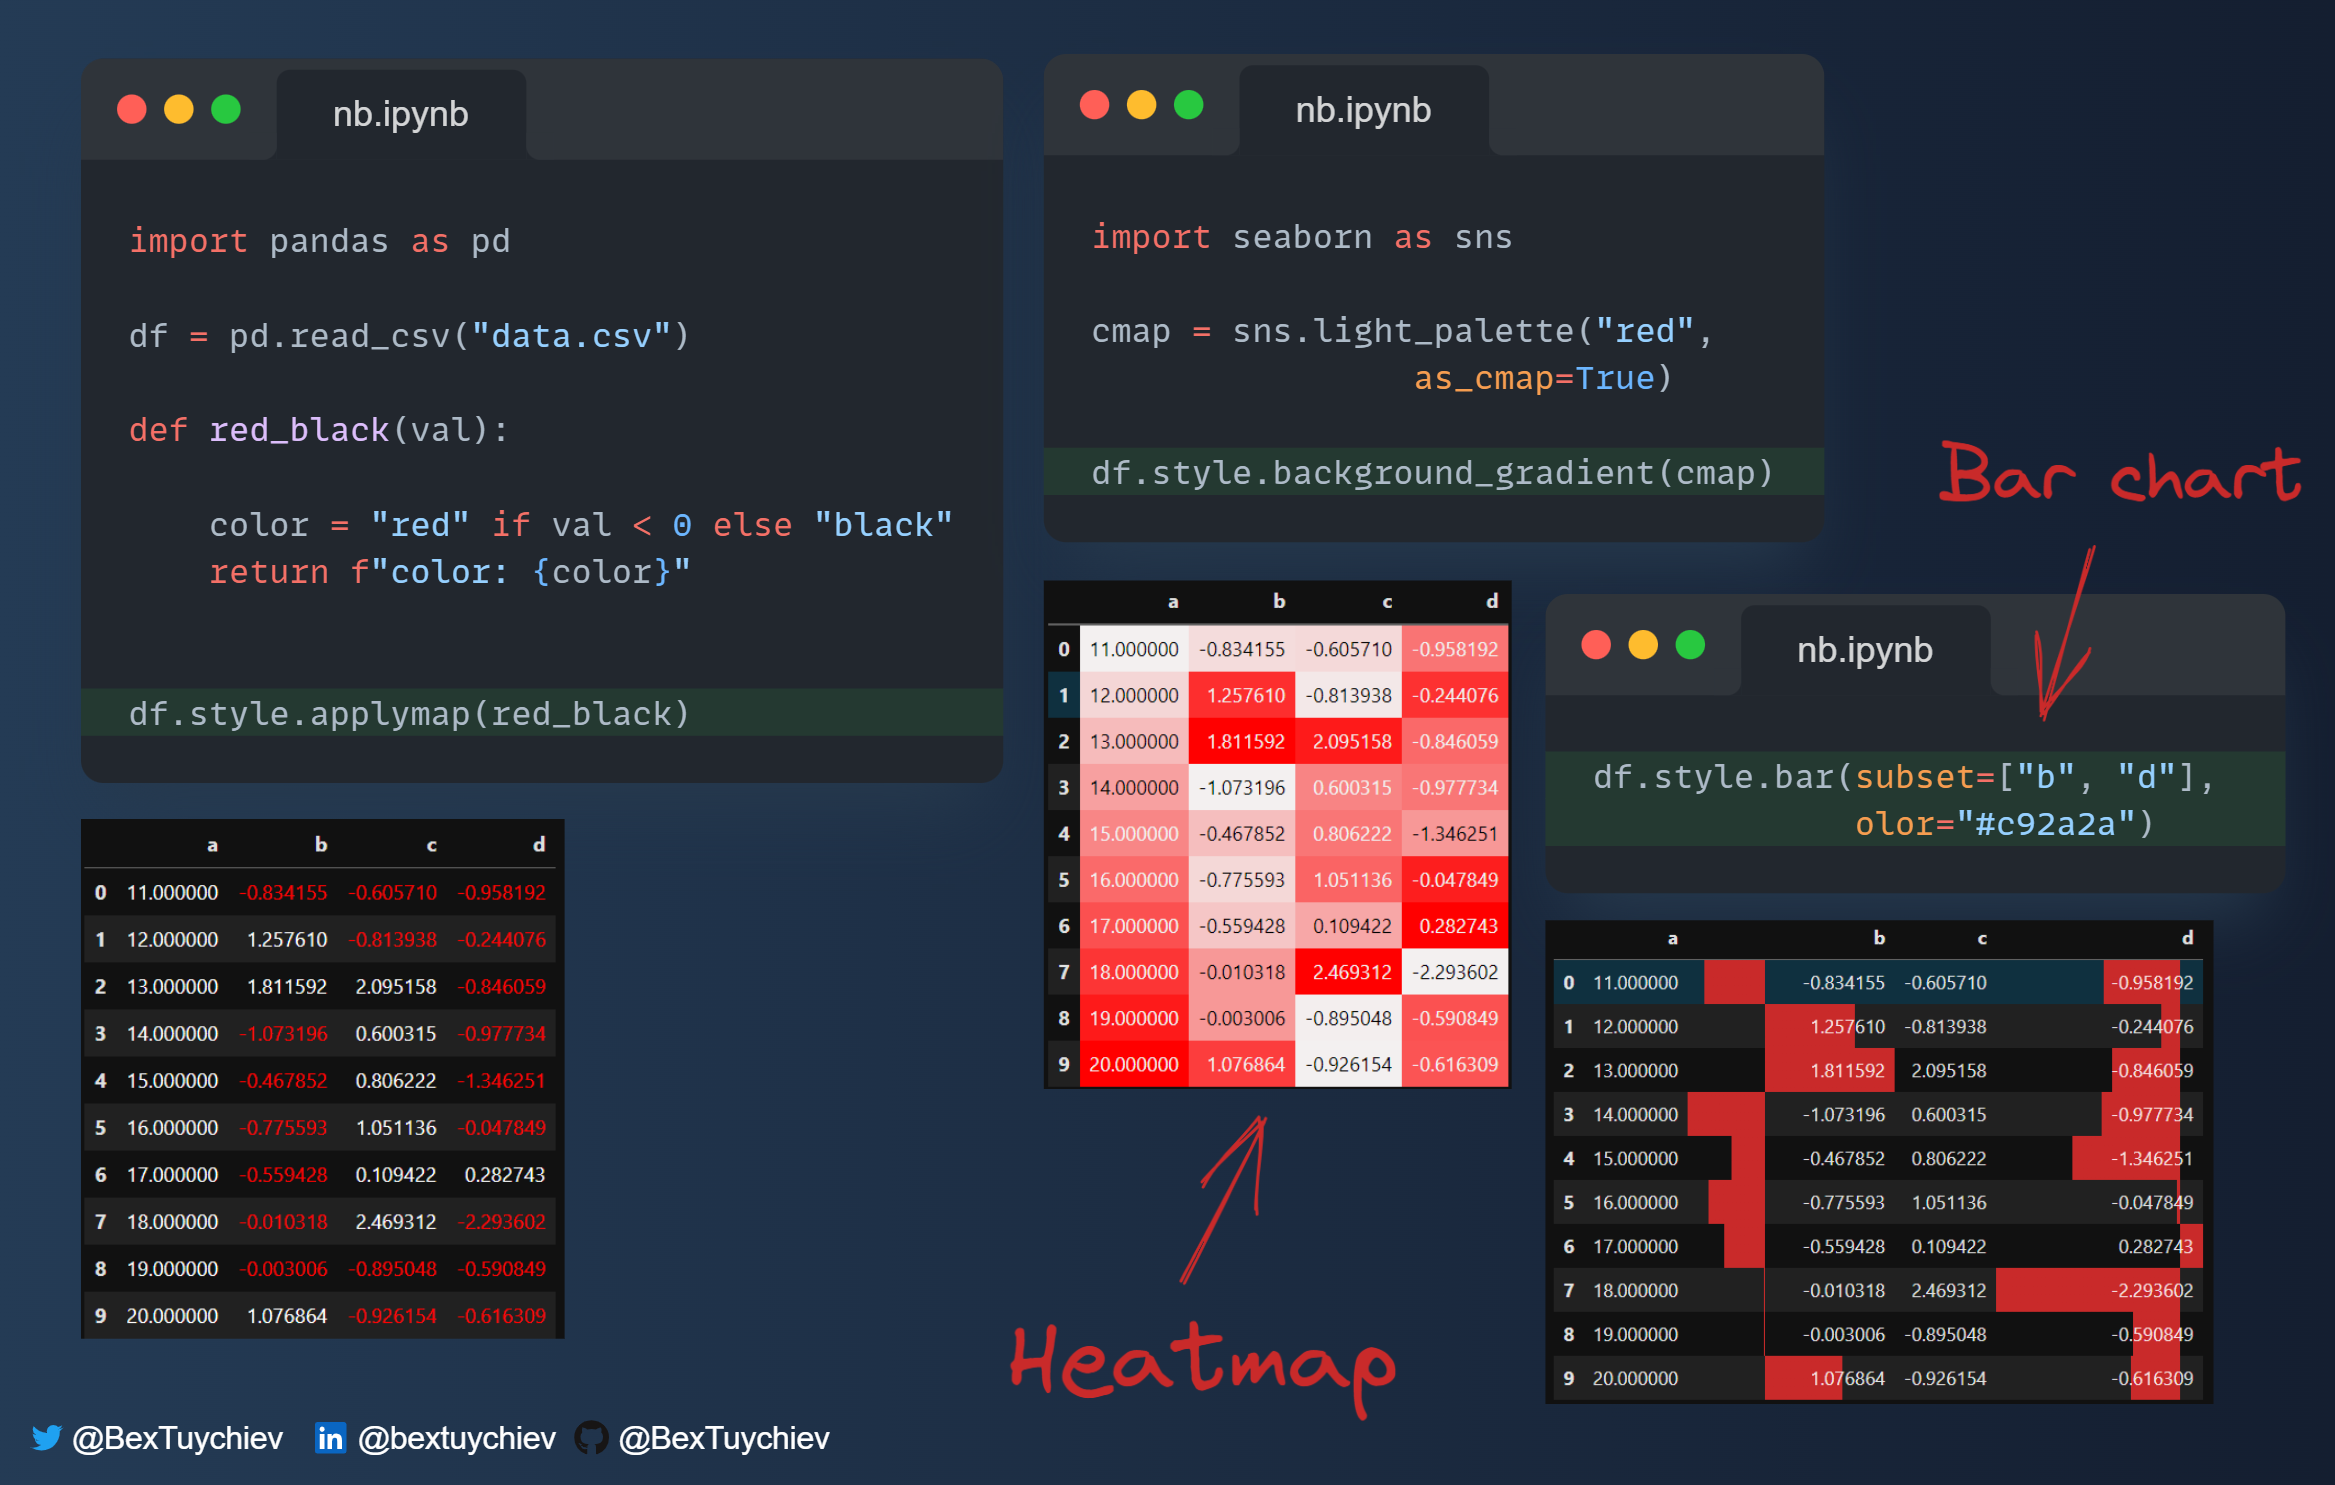 nb.ipynb
import pandas as pd
df = pd.read_csv("data.csv")
def red_black(val):
color = "red" if val < 0 else "black"
return f"color: {color}"
df.style.applymap(red_black)
a b c d
0 11.000000 -0.834155 -0.605710 -0.958192
1 12.000000 1.257610 -0.813938 -0.244076
2 13.000000 1.811592 2.095158 -0.846059
3 14.000000 -1.073196 0.600315 -0.977734
4 15.000000 -0.467852 0.806222 -1.346251
5 16.000000 -0.775593 1.051136 -0.047849
6 17.000000 -0.559428 0.109422 0.282743
7 18.000000 -0.010318 2.469312 -2.293602
8 19.000000 -0.003006 -0.895048 -0.590849
9 20.000000 1.076864 -0.926154 -0.616309
nb.ipynb
import seaborn as sns
cmap = sns.light_palette("red",
as_cmap=True)
df.style.background_gradient(cmap)
a b c d
0 11.000000 -0.834155 -0.605710 -0.958192
1 12.000000 1.257610 -0.813938 -0.244076
2 13.000000 1.811592 2.095158 -0.846059
3 14.000000 -1.073196 0.600315 -0.977734
4 15.000000 -0.467852 0.806222 -1.346251
5 16.000000 -0.775593 1.051136 -0.047849
6 17.000000 -0.559428 0.109422 0.282743
7 18.000000 -0.010318 2.469312 -2.293602
8 19.000000 -0.003006 -0.895048 -0.590849
9 20.000000 1.076864 -0.926154 -0.616309
Heatmap
Bar chart
nb.ipynb
df.style.bar(subset=["b", "d"],
olor="#c92a2a")
a b c d
0 11.000000 -0.834155 -0.605710 -0.958192
1 12.000000 1.257610 -0.813938 -0.244076
2 13.000000 1.811592 2.095158 -0.846059
3 14.000000 -1.073196 0.600315 -0.977734
4 15.000000 -0.467852 0.806222 -1.346251
5 16.000000 -0.775593 1.051136 -0.047849
6 17.000000 -0.559428 0.109422 0.282743
7 18.000000 -0.010318 2.469312 -2.293602
8 19.000000 -0.003006 -0.895048 -0.590849
9 20.000000 1.076864 -0.926154 -0.616309
@BexTuychiev in @bextuychiev @BexTuychiev